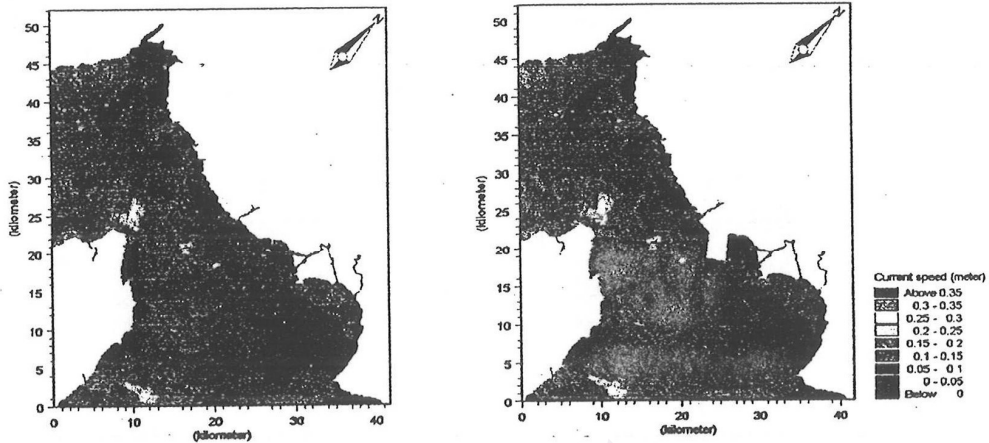 N
50
45
40
35
30
25
20
15
10
5
0
(kilometer)
0 10 20 30 40
(kilometer)
N
50
45
40
35
30
25
20
15
10
5
0
(kilometer)
0 10 20 30 40
(kilometer)
Current speed (meter)
Above 0.35
0.3 - 0.35
0.25 - 0.3
0.2 - 0.25
0.15 - 0.2
0.1 - 0.15
0.05 - 0.1
0 - 0.05
Below 0